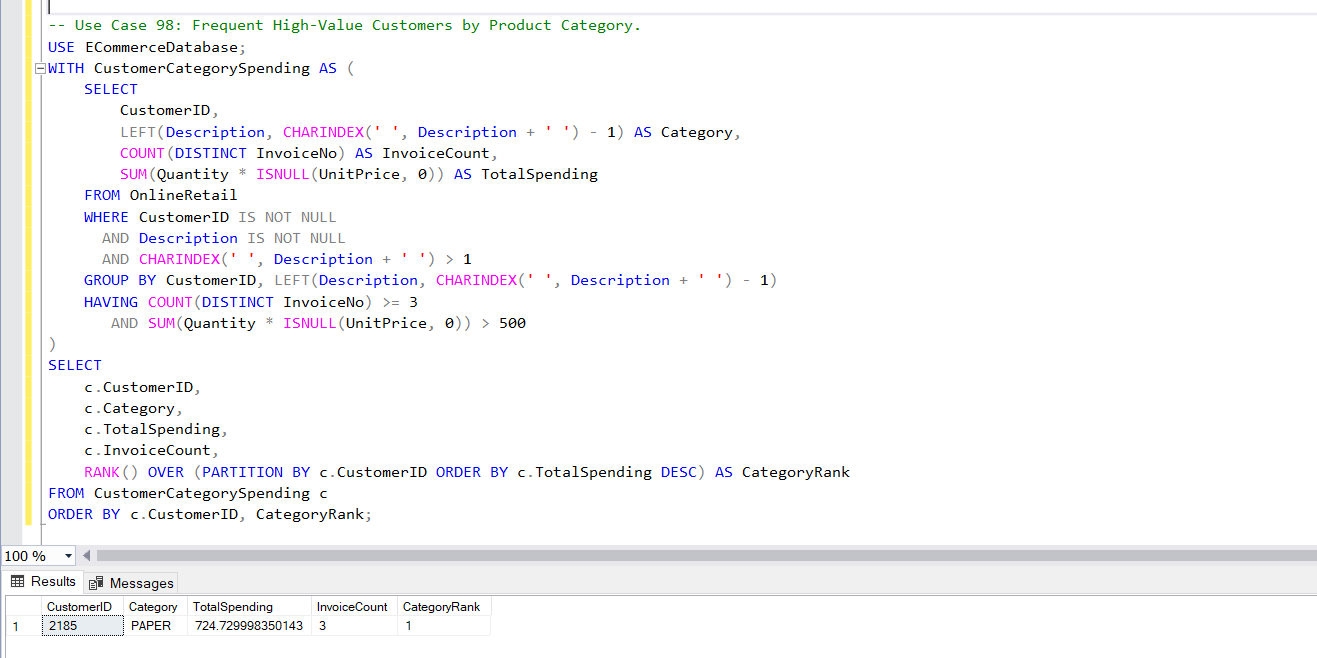 -- Use Case 98: Frequent High-Value Customers by Product Category.
USE ECommerceDatabase;
WITH CustomerCategorySpending AS (
    SELECT
        CustomerID,
        LEFT(Description, CHARINDEX(' ', Description + ' ') - 1) AS Category,
        COUNT(DISTINCT InvoiceNo) AS InvoiceCount,
        SUM(Quantity * ISNULL(UnitPrice, 0)) AS TotalSpending
    FROM OnlineRetail
    WHERE CustomerID IS NOT NULL
      AND Description IS NOT NULL
      AND CHARINDEX(' ', Description + ' ') > 1
    GROUP BY CustomerID, LEFT(Description, CHARINDEX(' ', Description + ' ') - 1)
    HAVING COUNT(DISTINCT InvoiceNo) >= 3
       AND SUM(Quantity * ISNULL(UnitPrice, 0)) > 500
)
SELECT
    c.CustomerID,
    c.Category,
    c.TotalSpending,
    c.InvoiceCount,
    RANK() OVER (PARTITION BY c.CustomerID ORDER BY c.TotalSpending DESC) AS CategoryRank
FROM CustomerCategorySpending c
ORDER BY c.CustomerID, CategoryRank;
100 %
Results Messages
CustomerID Category TotalSpending InvoiceCount CategoryRank
1 2185 PAPER 724.729998350143 3 1